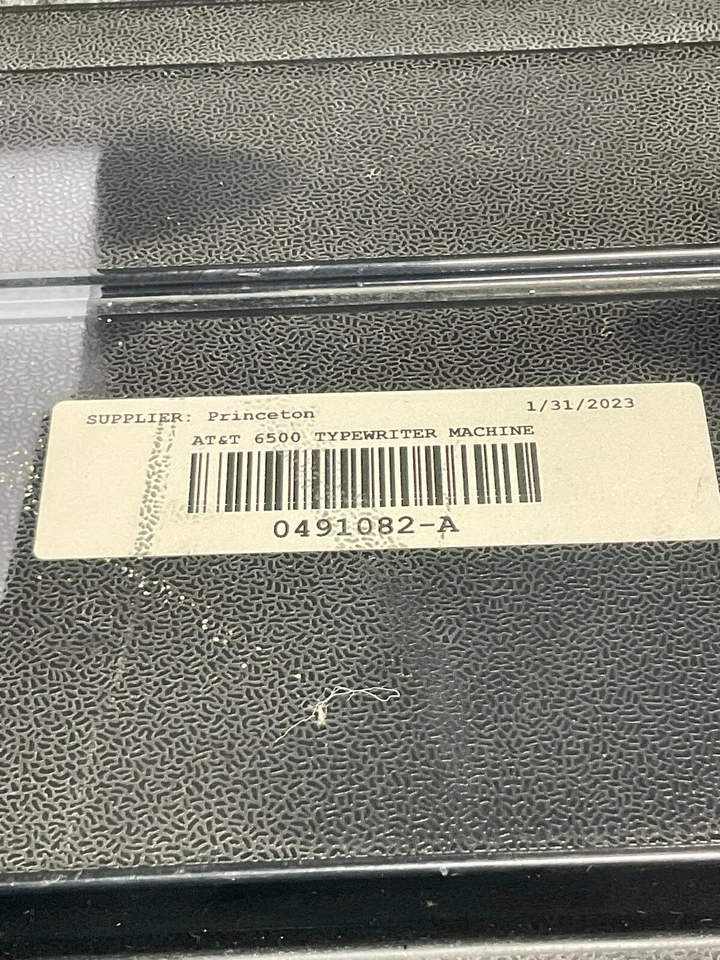 SUPPLIER: Princeton 1/31/2023
AT&T 6500 TYPEWRITER MACHINE
0491082-A